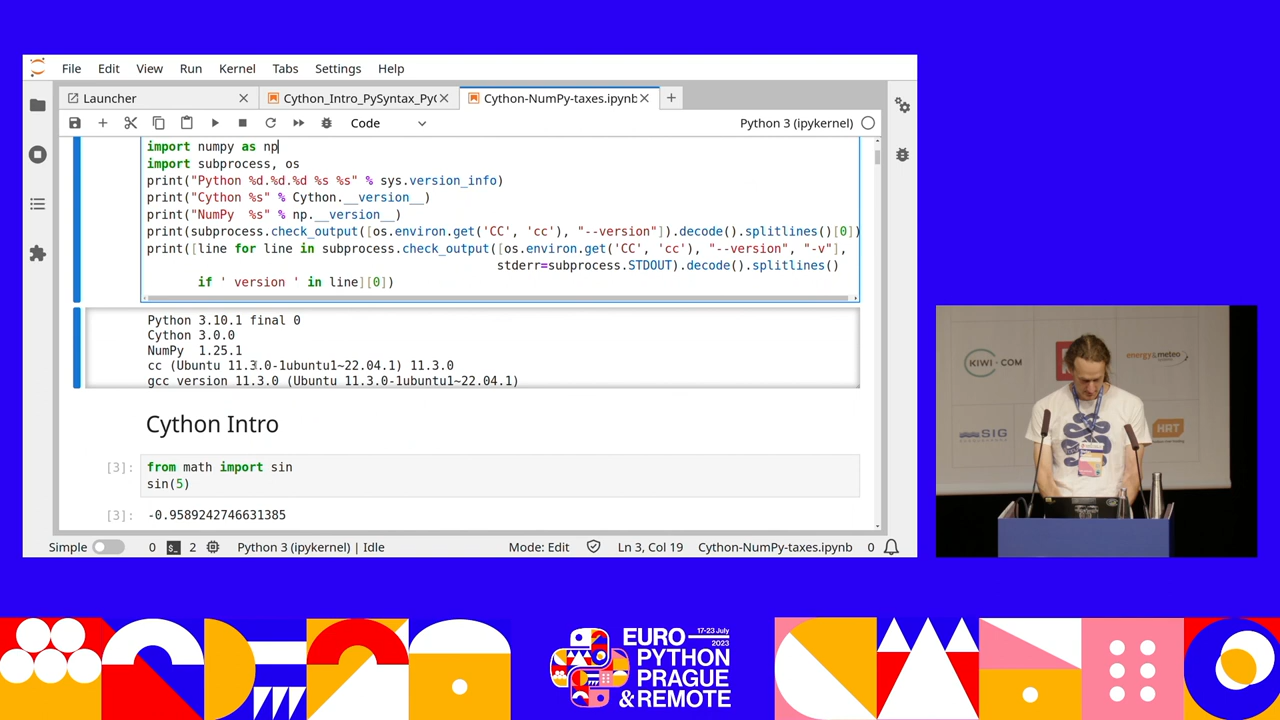 File Edit View Run Kernel Tabs Settings Help
Launcher
Cython_Intro_PySyntax_Py(
Cython-NumPy-taxes.ipynb
Code
Python 3 (ipykernel)
import numpy as np
import subprocess, os
print("Python %d.%d.%d %s %s" % sys.version_info)
print("Cython %s" % Cython.__version__)
print("NumPy  %s" % np.__version__)
print(subprocess.check_output([os.environ.get('CC', 'cc'), "--version"]).decode().splitlines()[0])
print([line for line in subprocess.check_output([os.environ.get('CC', 'cc'), "--version", "-v"],
stderr=subprocess.STDOUT).decode().splitlines()
if ' version ' in line][0])
Python 3.10.1 final 0
Cython 3.0.0
NumPy  1.25.1
cc (Ubuntu 11.3.0-1ubuntu1~22.04.1) 11.3.0
gcc version 11.3.0 (Ubuntu 11.3.0-1ubuntu1~22.04.1)
Cython Intro
[3]:
from math import sin
sin(5)
[3]:
-0.9589242746631385
Simple 0 2 Python 3 (ipykernel) | Idle Mode: Edit Ln 3, Col 19 Cython-NumPy-taxes.ipynb 0
KIWI.COM
energy&meteo
SIG
HRT
17-23 July
2023
EURO
PYTHON
PRAGUE
& REMOTE